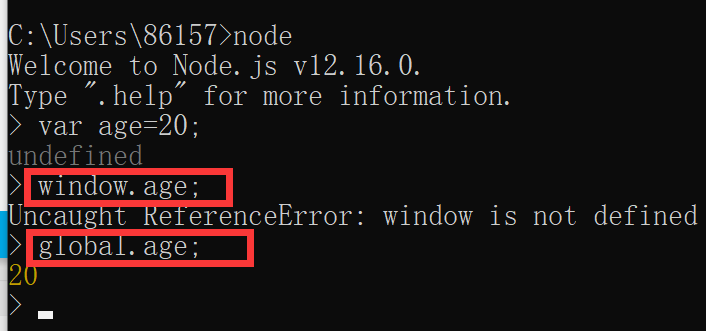 C:\Users\86157>node
Welcome to Node.js v12.16.0.
Type ".help" for more information.
> var age=20;
undefined
> window.age;
Uncaught ReferenceError: window is not defined
> global.age;
20
>